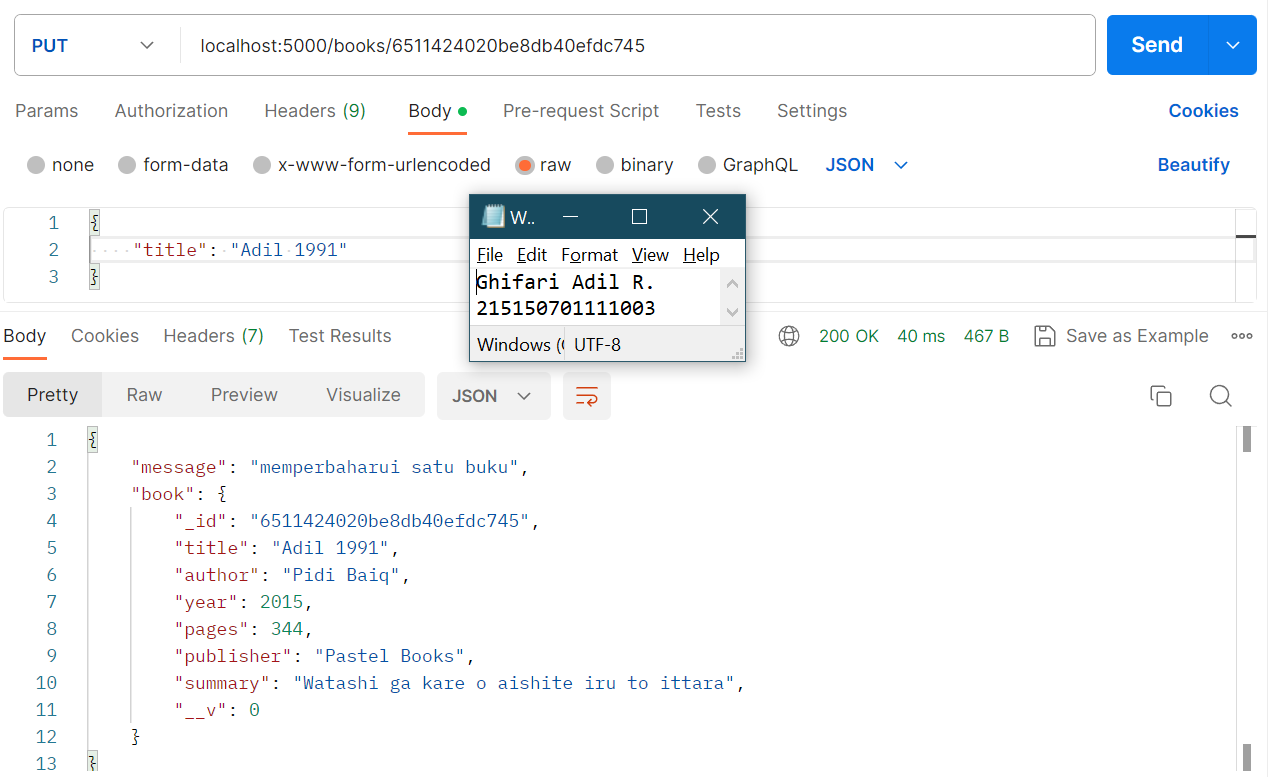 PUT localhost:5000/books/6511424020be8db40efdc745 Send
Params Authorization Headers (9) Body Pre-request Script Tests Settings Cookies
none form-data x-www-form-urlencoded raw binary GraphQL JSON Beautify
1 {
2 "title": "Adil 1991"
3 }
W..
File Edit Format View Help
Ghifari Adil R.
215150701111003
Windows (C UTF-8
Body Cookies Headers (7) Test Results 200 OK 40 ms 467 B Save as Example
Pretty Raw Preview Visualize JSON
1 {
2 "message": "memperbaharui satu buku",
3 "book": {
4 "_id": "6511424020be8db40efdc745",
5 "title": "Adil 1991",
6 "author": "Pidi Baiq",
7 "year": 2015,
8 "pages": 344,
9 "publisher": "Pastel Books",
10 "summary": "Watashi ga kare o aishite iru to ittara",
11 "__v": 0
12 }
13 }